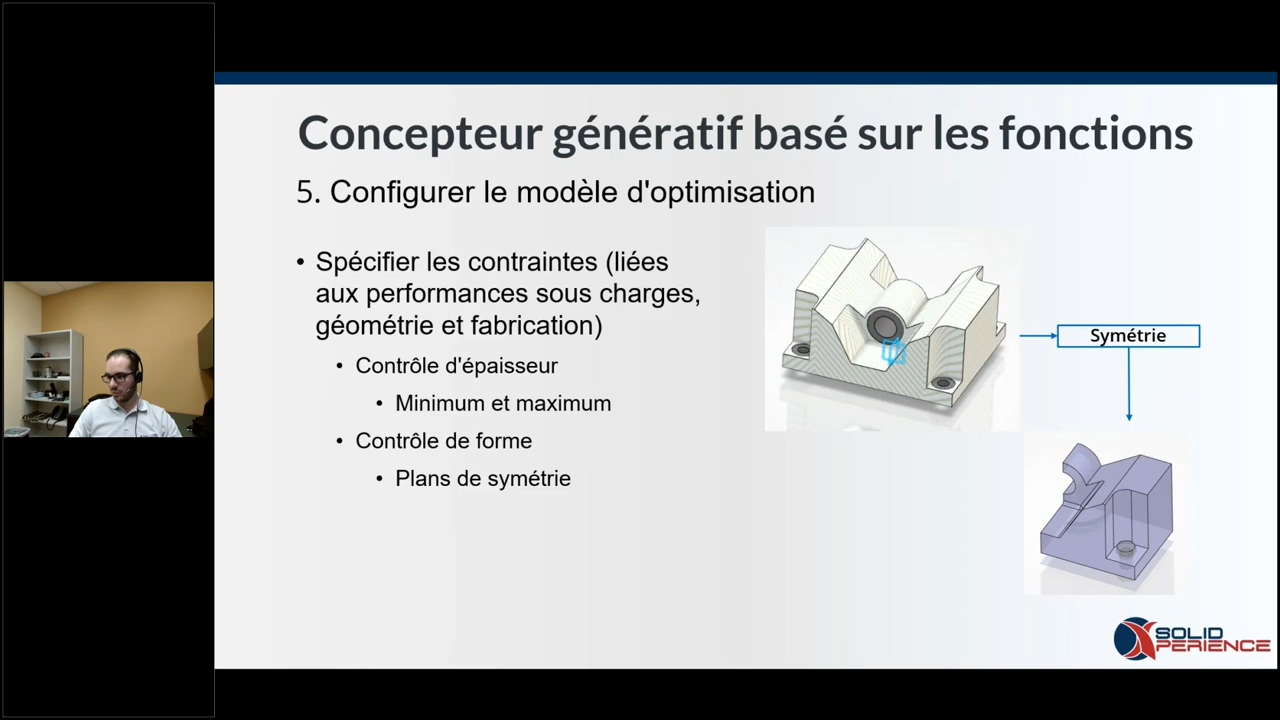 Concepteur génératif basé sur les fonctions
5. Configurer le modèle d'optimisation
• Spécifier les contraintes (liées
aux performances sous charges,
géométrie et fabrication)
• Contrôle d'épaisseur
• Minimum et maximum
• Contrôle de forme
• Plans de symétrie
Symétrie
SOLID
XPERIENCE